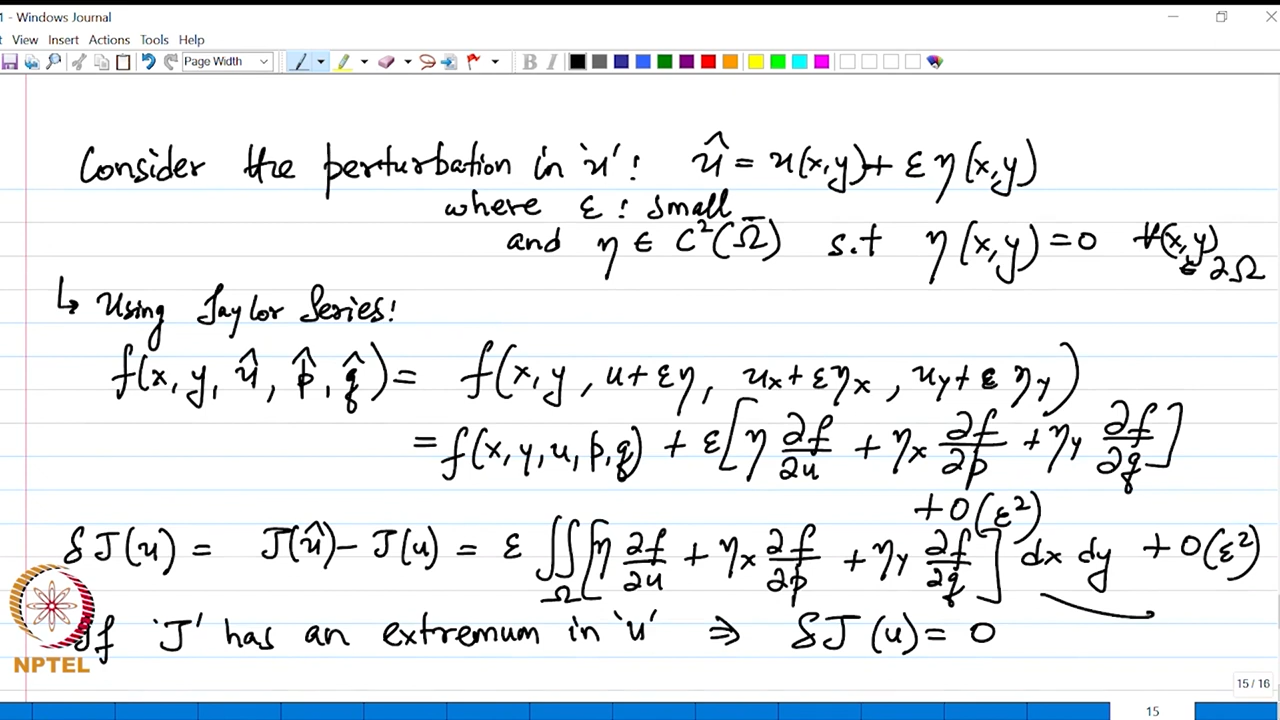 1 - Windows Journal
View Insert Actions Tools Help
Page Width
B I
Consider the perturbation in 'u' : û = u(x,y) + ε η(x,y)
where ε : small
and η ∈ C²(Ω̄) s.t η(x,y) = 0 ∀(x,y) ∈ ∂Ω
↳ Using Taylor Series:
f(x, y, û, p̂, q̂) = f(x, y, u+εη, uₓ+εηₓ, u_y+εη_y)
= f(x, y, u, p, q) + ε[η ∂f/∂u + ηₓ ∂f/∂p + η_y ∂f/∂q]
+ O(ε²)
δJ(u) = J(û) - J(u) = ε ∬_Ω [η ∂f/∂u + ηₓ ∂f/∂p + η_y ∂f/∂q] dx dy + O(ε²)
If 'J' has an extremum in 'u' ⇒ δJ(u) = 0
NPTEL
15 / 16
15